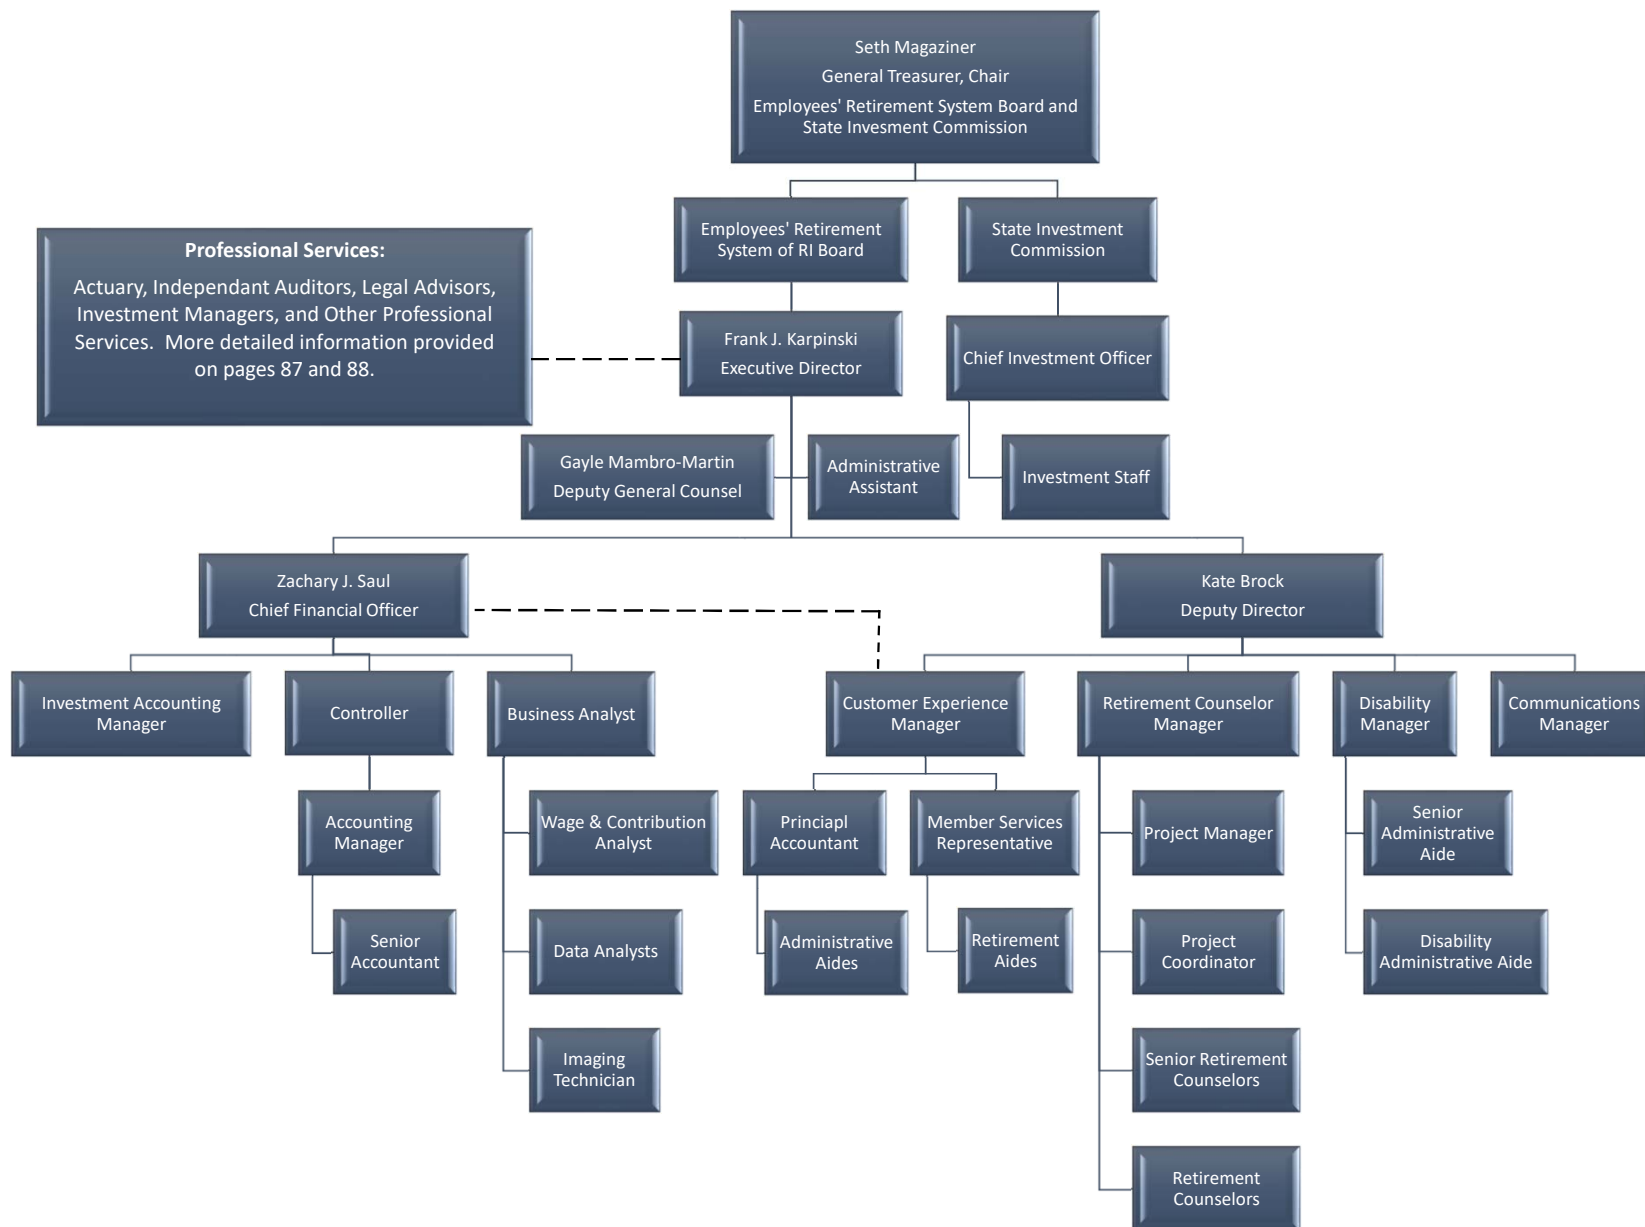 Seth Magaziner
General Treasurer, Chair
Employees' Retirement System Board and
State Invesment Commission
Employees' Retirement
System of RI Board
State Investment
Commission
Professional Services:
Actuary, Independant Auditors, Legal Advisors,
Investment Managers, and Other Professional
Services. More detailed information provided
on pages 87 and 88.
Frank J. Karpinski
Executive Director
Chief Investment Officer
Gayle Mambro-Martin
Deputy General Counsel
Administrative
Assistant
Investment Staff
Zachary J. Saul
Chief Financial Officer
Kate Brock
Deputy Director
Investment Accounting
Manager
Controller
Business Analyst
Customer Experience
Manager
Retirement Counselor
Manager
Disability
Manager
Communications
Manager
Accounting
Manager
Wage & Contribution
Analyst
Princiapl
Accountant
Member Services
Representative
Project Manager
Senior
Administrative
Aide
Senior
Accountant
Data Analysts
Administrative
Aides
Retirement
Aides
Project
Coordinator
Disability
Administrative Aide
Imaging
Technician
Senior Retirement
Counselors
Retirement
Counselors